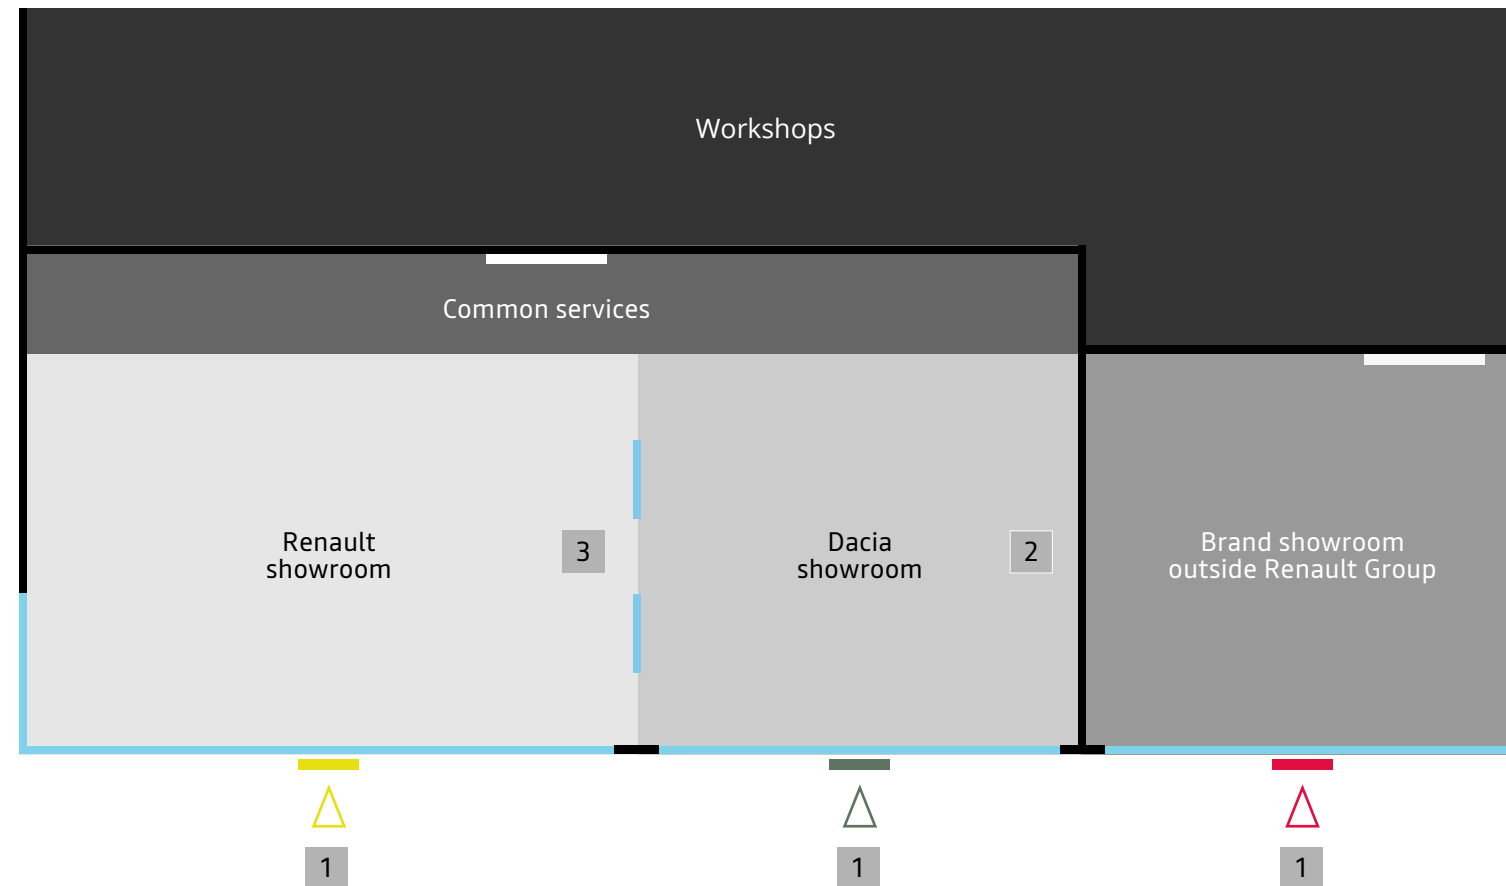 Workshops
Common services
Renault
showroom
3
Dacia
showroom
2
Brand showroom
outside Renault Group
1
1
1